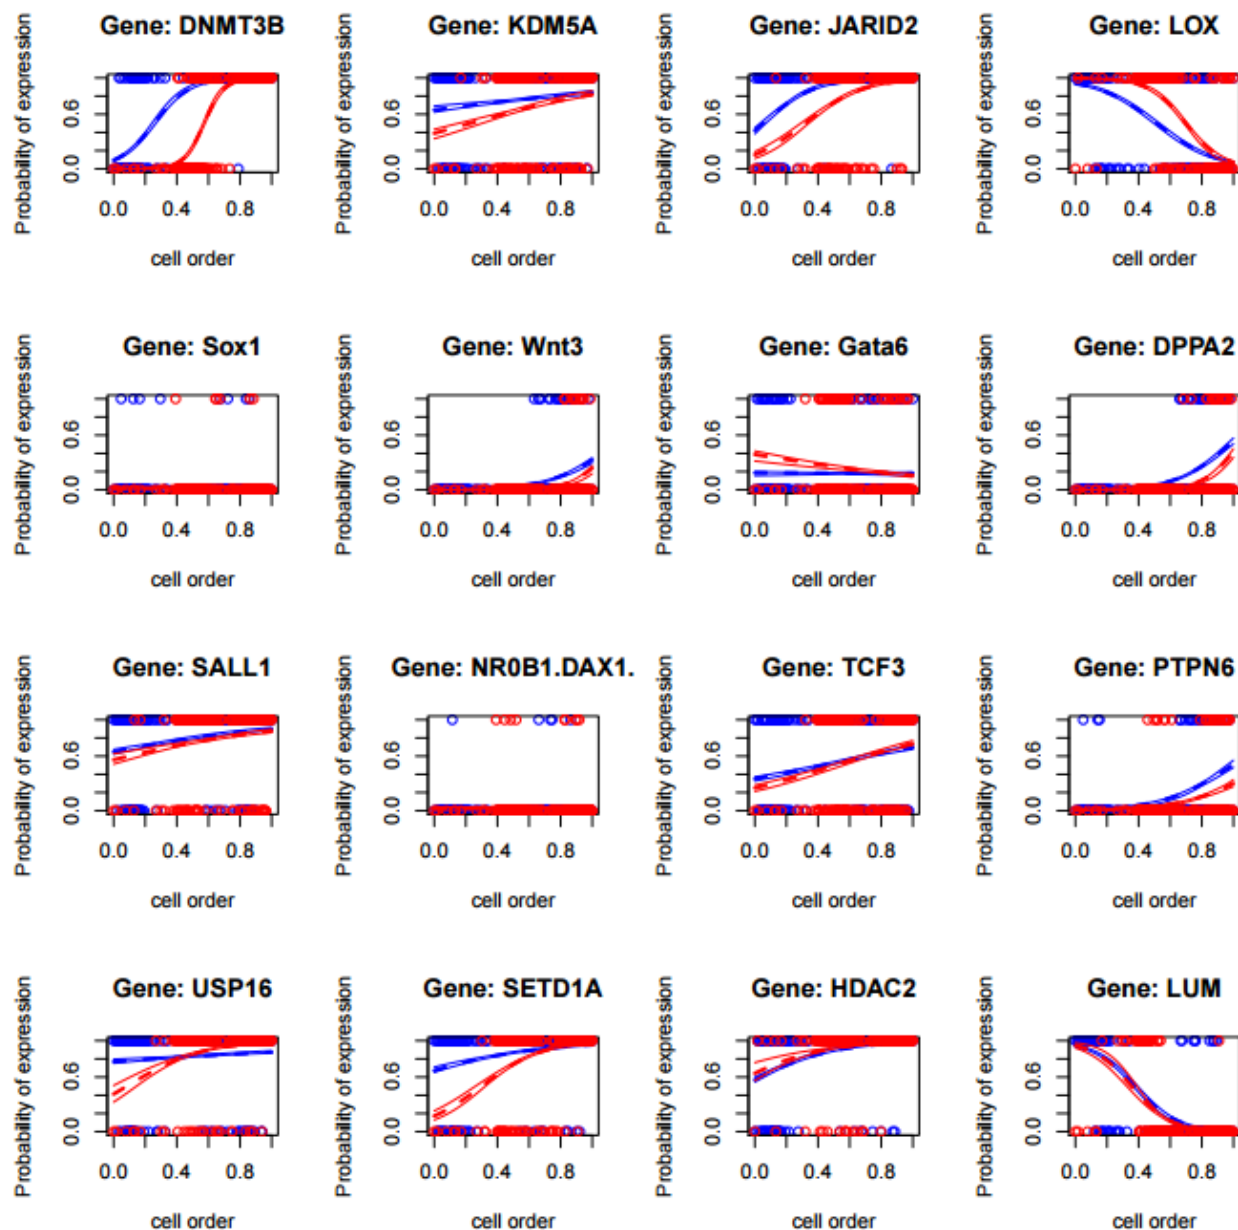 Gene: DNMT3B
Probability of expression
0.0 0.6
0.0 0.4 0.8
cell order
Gene: KDM5A
Probability of expression
0.0 0.6
0.0 0.4 0.8
cell order
Gene: JARID2
Probability of expression
0.0 0.6
0.0 0.4 0.8
cell order
Gene: LOX
Probability of expression
0.0 0.6
0.0 0.4 0.8
cell order
Gene: Sox1
Probability of expression
0.0 0.6
0.0 0.4 0.8
cell order
Gene: Wnt3
Probability of expression
0.0 0.6
0.0 0.4 0.8
cell order
Gene: Gata6
Probability of expression
0.0 0.6
0.0 0.4 0.8
cell order
Gene: DPPA2
Probability of expression
0.0 0.6
0.0 0.4 0.8
cell order
Gene: SALL1
Probability of expression
0.0 0.6
0.0 0.4 0.8
cell order
Gene: NR0B1.DAX1.
Probability of expression
0.0 0.6
0.0 0.4 0.8
cell order
Gene: TCF3
Probability of expression
0.0 0.6
0.0 0.4 0.8
cell order
Gene: PTPN6
Probability of expression
0.0 0.6
0.0 0.4 0.8
cell order
Gene: USP16
Probability of expression
0.0 0.6
0.0 0.4 0.8
cell order
Gene: SETD1A
Probability of expression
0.0 0.6
0.0 0.4 0.8
cell order
Gene: HDAC2
Probability of expression
0.0 0.6
0.0 0.4 0.8
cell order
Gene: LUM
Probability of expression
0.0 0.6
0.0 0.4 0.8
cell order